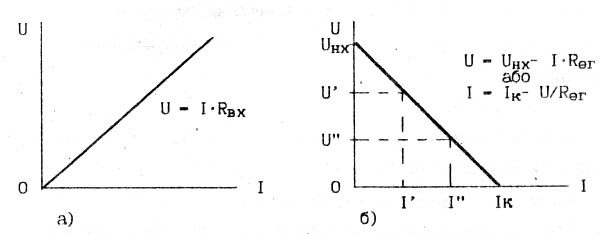 U
U = I·Rвх
0
I
а)
U
Uнх
U'
U"
0
I'
I"
Iк
I
U = Uнх- I·Rег
або
I = Iк- U/Rег
б)